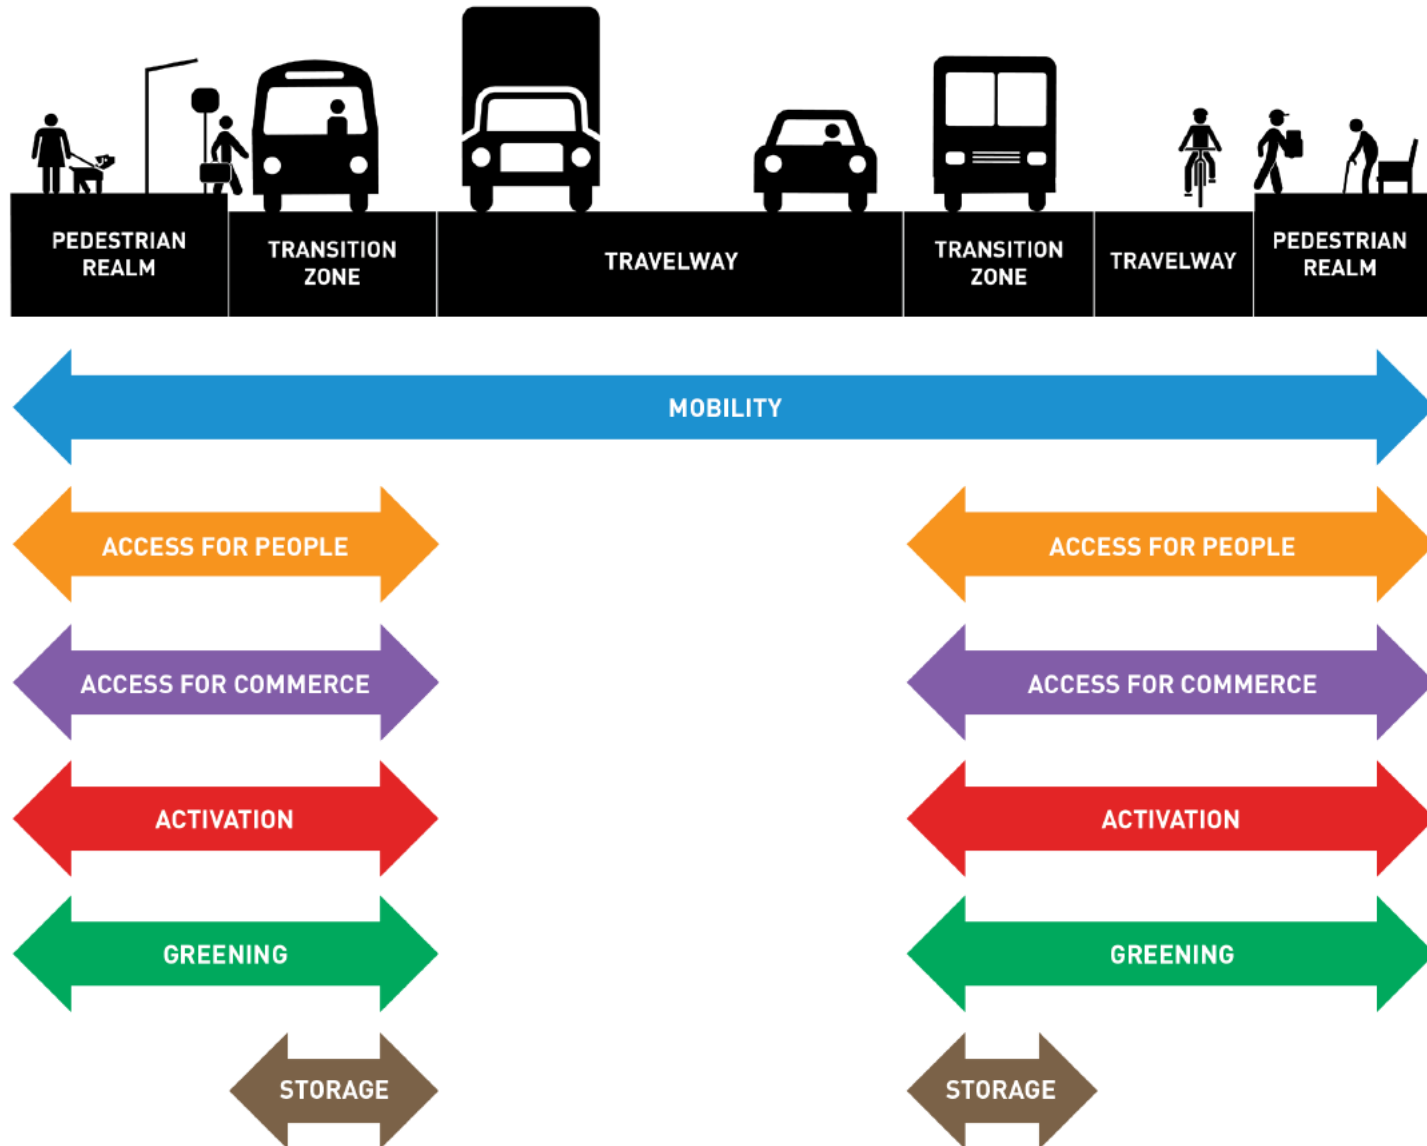 PEDESTRIAN
REALM
TRANSITION
ZONE
TRAVELWAY
TRANSITION
ZONE
TRAVELWAY
PEDESTRIAN
REALM
MOBILITY
ACCESS FOR PEOPLE
ACCESS FOR PEOPLE
ACCESS FOR COMMERCE
ACCESS FOR COMMERCE
ACTIVATION
ACTIVATION
GREENING
GREENING
STORAGE
STORAGE